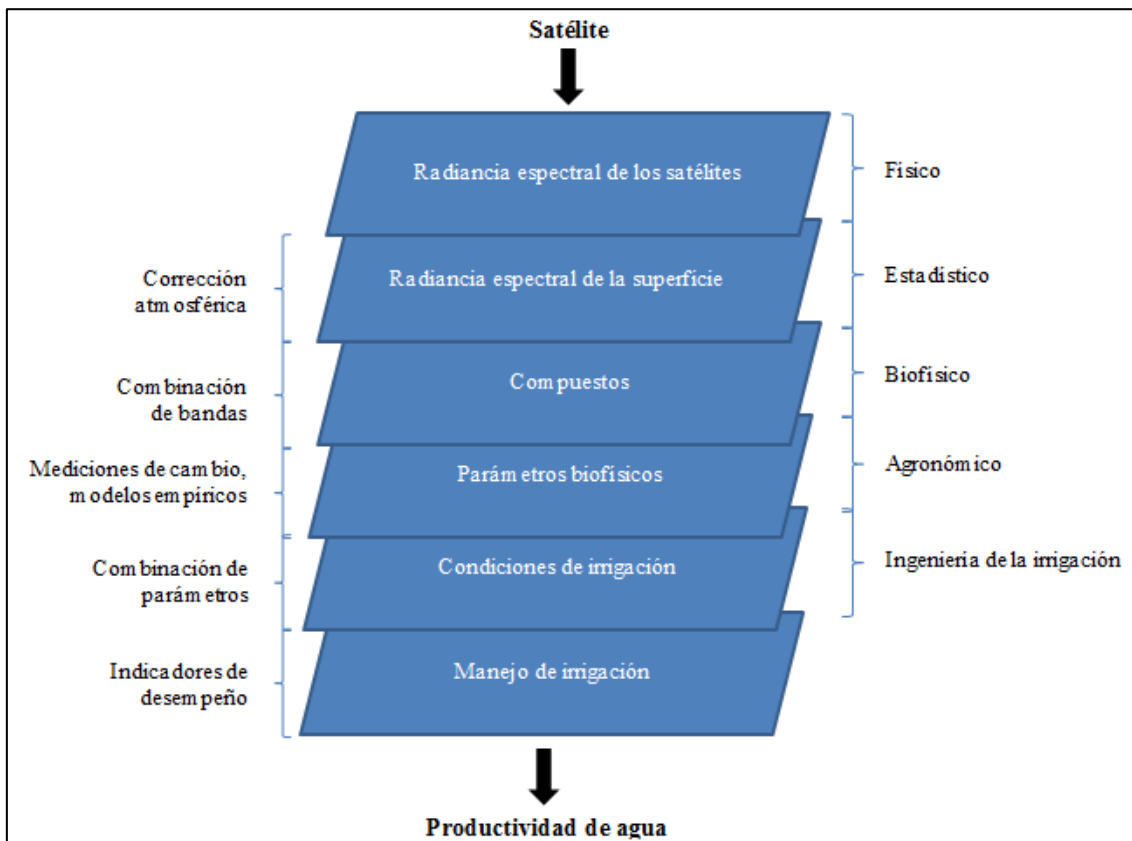 Satélite
Radiancia espectral de los satélites
Físico
Corrección
atmosférica
Radiancia espectral de la superfície
Estadístico
Combinación
de bandas
Compuestos
Biofísico
Mediciones de cambio,
modelos empíricos
Parámetros biofísicos
Agronómico
Combinación de
parámetros
Condiciones de irrigación
Ingenieria de la irrigación
Indicadores de
desempeño
Manejo de irrigación
Productividad de agua